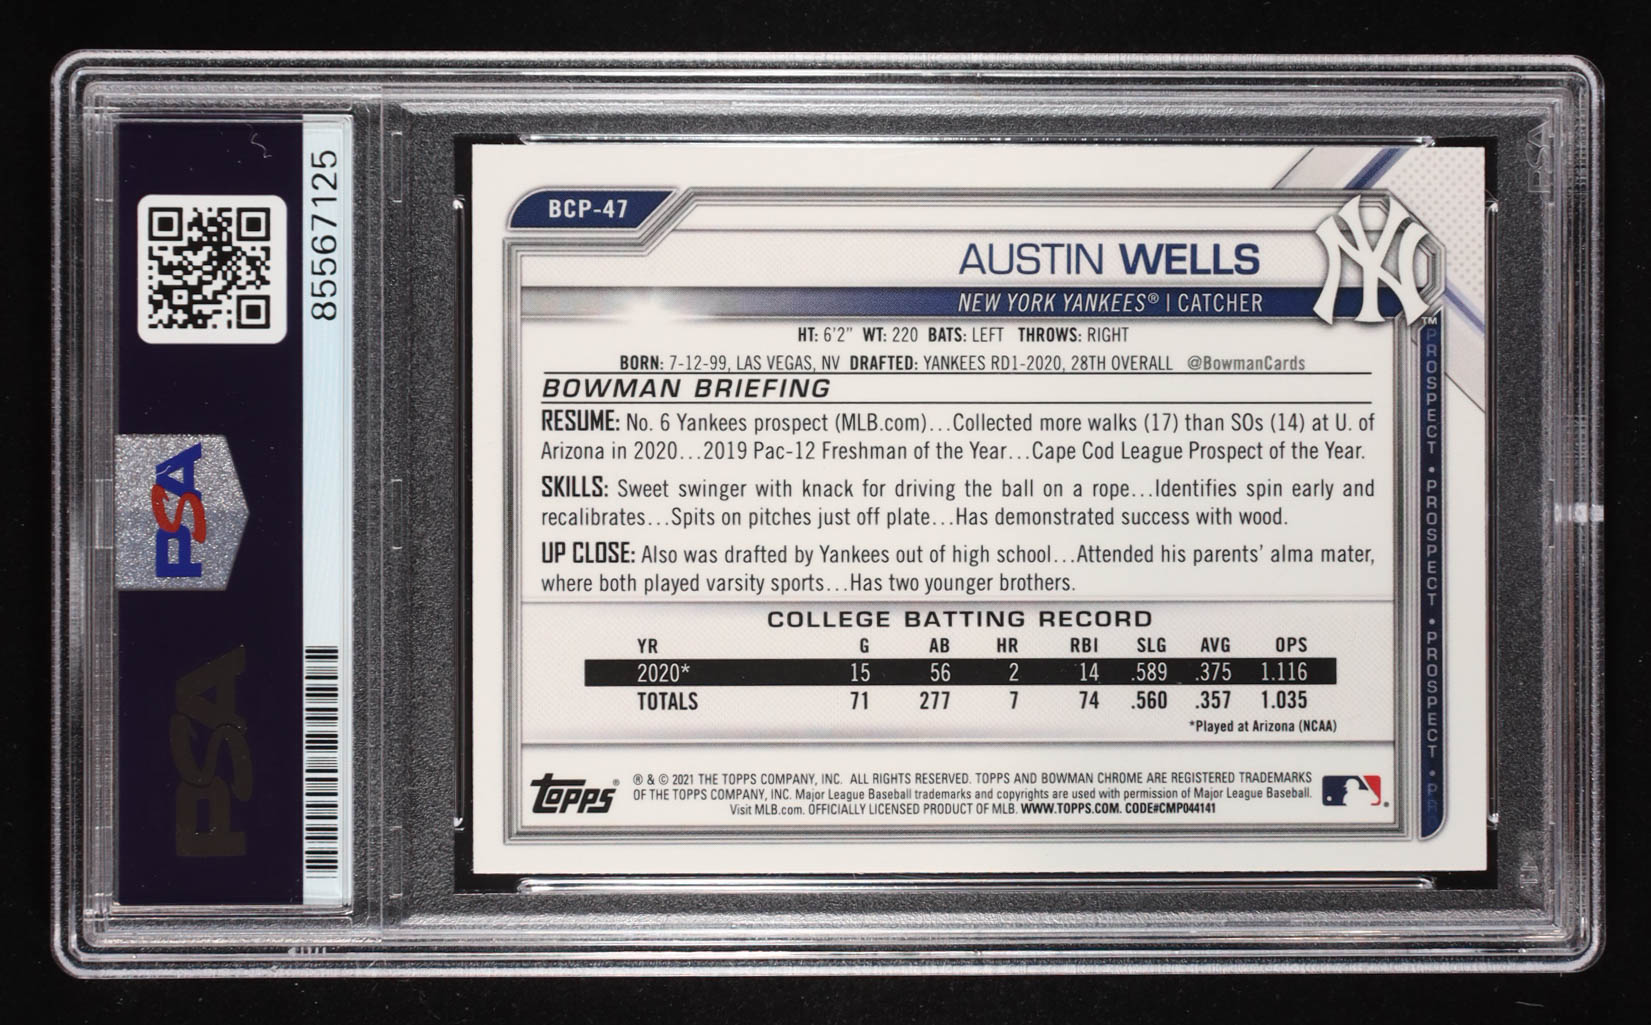 85567125
PSA
PSA
PSA
BCP-47
AUSTIN WELLS
NEW YORK YANKEES® | CATCHER
NY
TM
HT: 6'2" WT: 220 BATS: LEFT THROWS: RIGHT
BORN: 7-12-99, LAS VEGAS, NV DRAFTED: YANKEES RD1-2020, 28TH OVERALL @BowmanCards
BOWMAN BRIEFING
RESUME: No. 6 Yankees prospect (MLB.com)...Collected more walks (17) than SOs (14) at U. of
Arizona in 2020...2019 Pac-12 Freshman of the Year...Cape Cod League Prospect of the Year.
SKILLS: Sweet swinger with knack for driving the ball on a rope...Identifies spin early and
recalibrates...Spits on pitches just off plate...Has demonstrated success with wood.
UP CLOSE: Also was drafted by Yankees out of high school...Attended his parents' alma mater,
where both played varsity sports...Has two younger brothers.
COLLEGE BATTING RECORD
YR G AB HR RBI SLG AVG OPS
2020* 15 56 2 14 .589 .375 1.116
TOTALS 71 277 7 74 .560 .357 1.035
*Played at Arizona (NCAA)
topps®
® & © 2021 THE TOPPS COMPANY, INC. ALL RIGHTS RESERVED. TOPPS AND BOWMAN CHROME ARE REGISTERED TRADEMARKS
OF THE TOPPS COMPANY, INC. Major League Baseball trademarks and copyrights are used with permission of Major League Baseball.
Visit MLB.com. OFFICIALLY LICENSED PRODUCT OF MLB. WWW.TOPPS.COM. CODE#CMP044141
PROSPECT • PROSPECT • PROSPECT • PRO